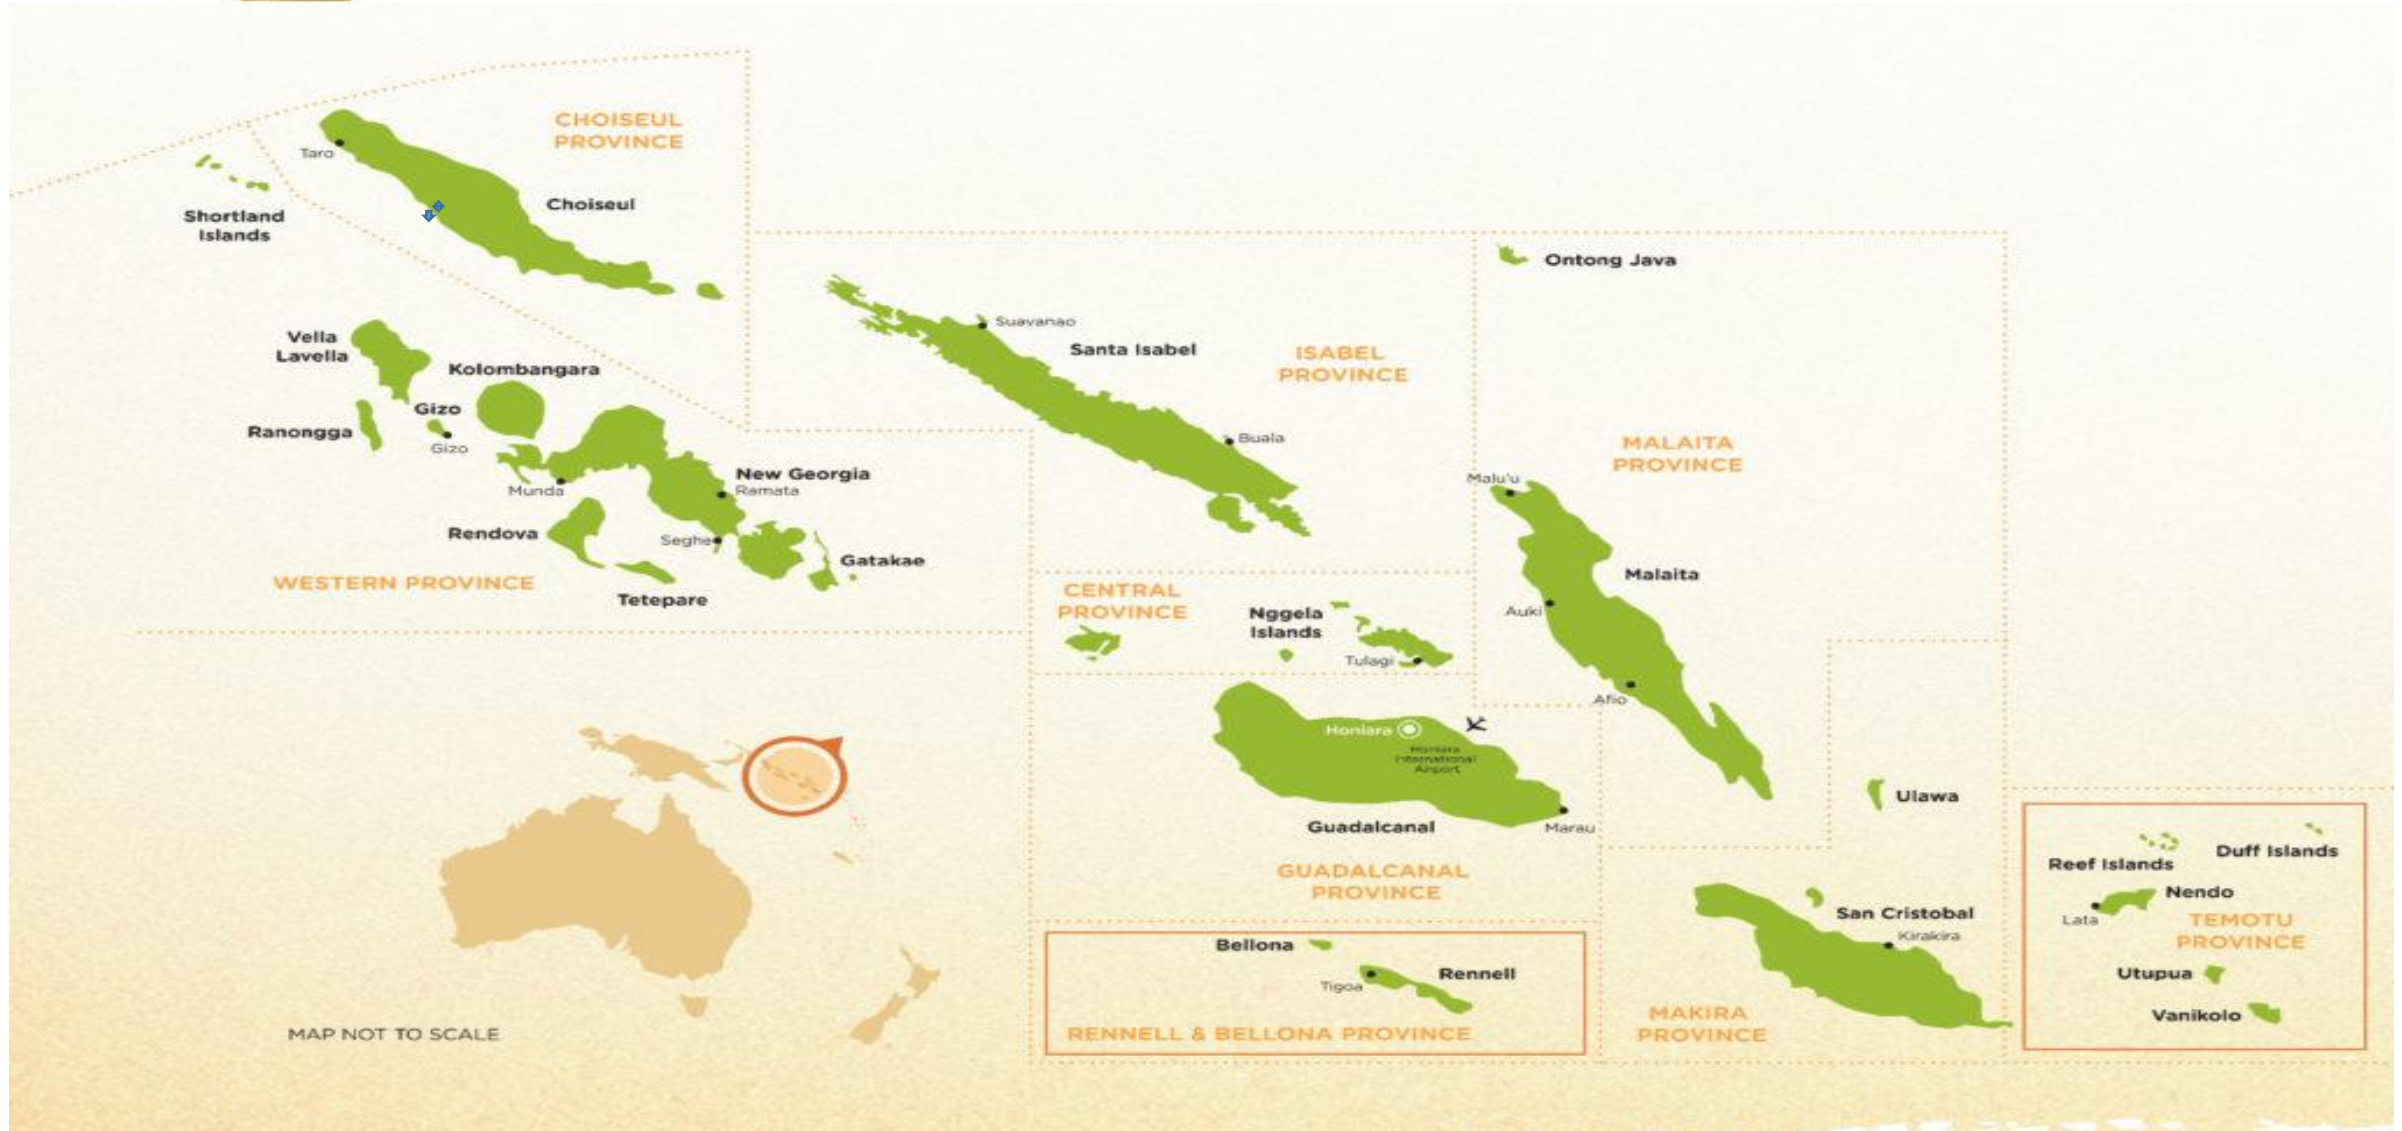 CHOISEUL
PROVINCE
Taro
Choiseul
Shortland
Islands
Ontong Java
Vella
Lavella
Kolombangara
Gizo
Ranongga
Gizo
Suavanao
Santa Isabel
ISABEL
PROVINCE
Buala
MALAITA
PROVINCE
New Georgia
Ramata
Munda
Malu'u
Rendova
Seghe
Gatakae
WESTERN PROVINCE
Tetepare
CENTRAL
PROVINCE
Nggela
Islands
Tulagi
Malaita
Auki
Afio
Honiara
Honiara
International
Airport
Guadalcanal
Marau
Ulawa
GUADALCANAL
PROVINCE
Reef Islands
Duff Islands
Nendo
Lata
TEMOTU
PROVINCE
San Cristobal
Kirakira
Bellona
Rennell
Tigoa
Utupua
Vanikolo
MAKIRA
PROVINCE
RENNELL & BELLONA PROVINCE
MAP NOT TO SCALE